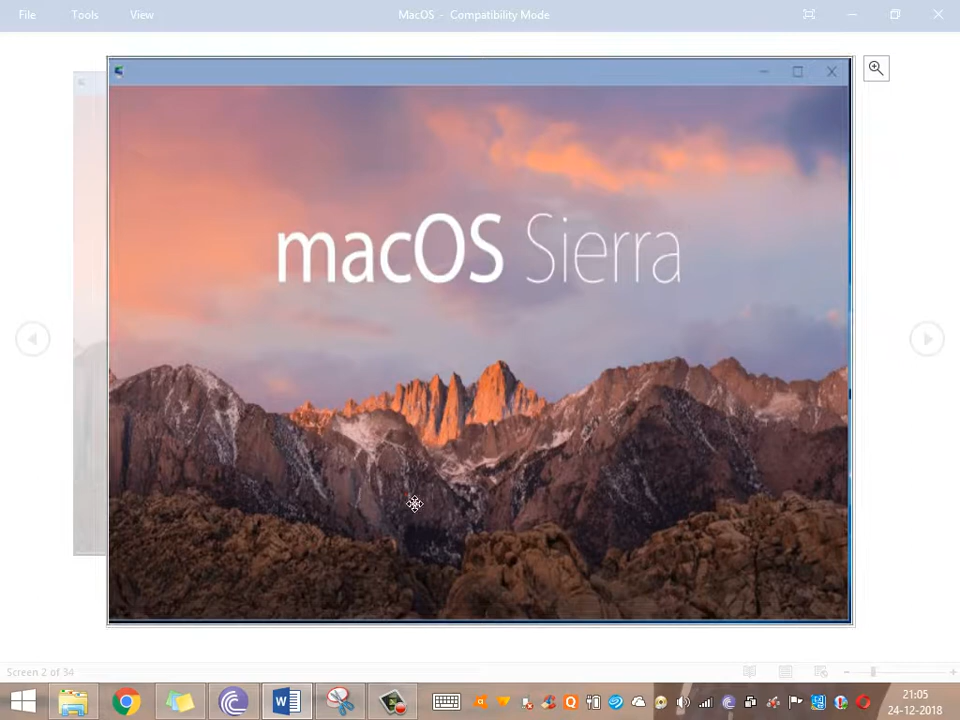 File Tools View MacOS - Compatibility Mode
macOS Sierra
Screen 2 of 34
21:05
24-12-2018